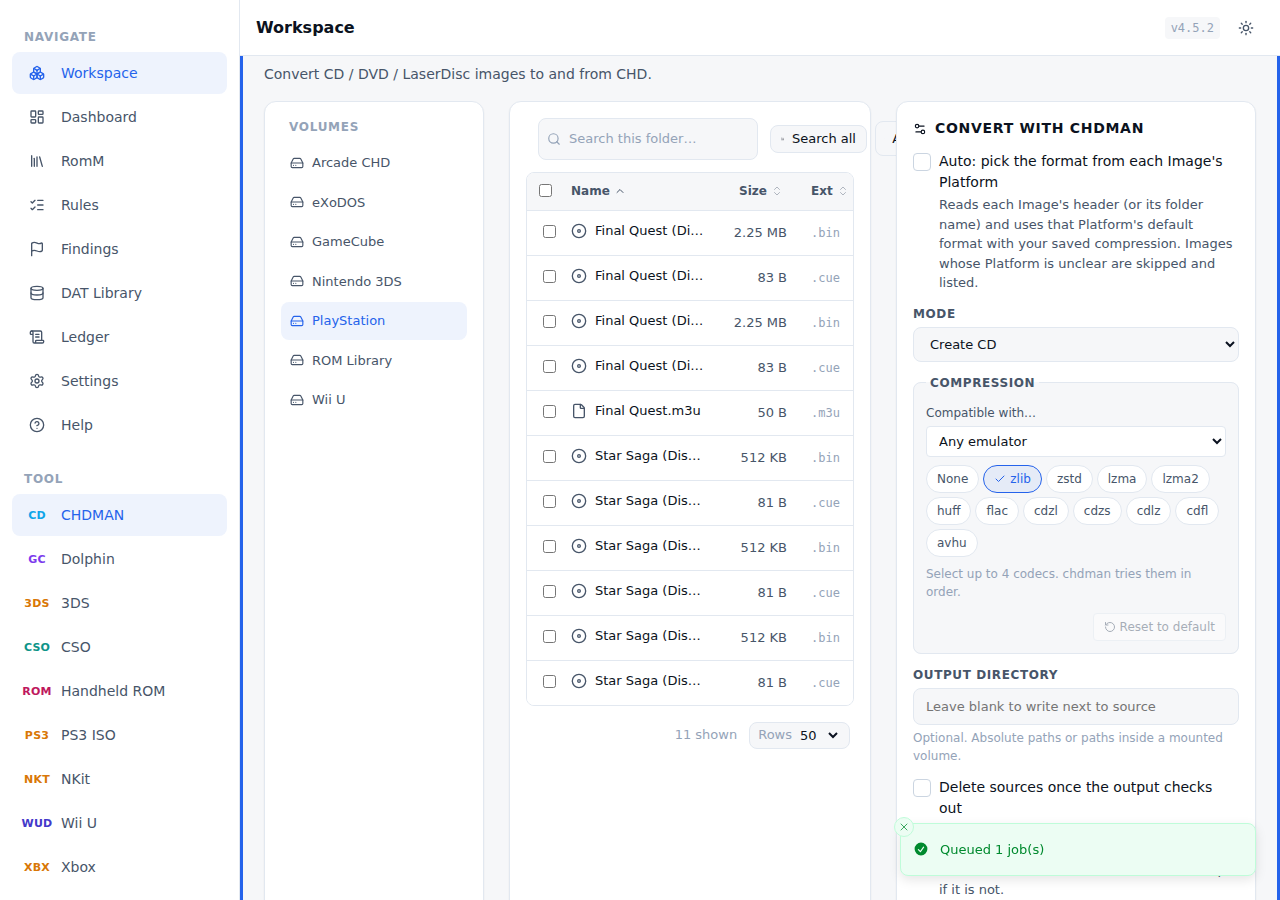 NAVIGATE
Workspace
Dashboard
RomM
Rules
Findings
DAT Library
Ledger
Settings
Help
TOOL
CD CHDMAN
GC Dolphin
3DS 3DS
CSO CSO
ROM Handheld ROM
PS3 PS3 ISO
NKT NKit
WUD Wii U
XBX Xbox
Workspace
v4.5.2
Convert CD / DVD / LaserDisc images to and from CHD.
VOLUMES
Arcade CHD
eXoDOS
GameCube
Nintendo 3DS
PlayStation
ROM Library
Wii U
Search this folder…
Search all
Name Size Ext
Final Quest (Di… 2.25 MB .bin
Final Quest (Di… 83 B .cue
Final Quest (Di… 2.25 MB .bin
Final Quest (Di… 83 B .cue
Final Quest.m3u 50 B .m3u
Star Saga (Dis… 512 KB .bin
Star Saga (Dis… 81 B .cue
Star Saga (Dis… 512 KB .bin
Star Saga (Dis… 81 B .cue
Star Saga (Dis… 512 KB .bin
Star Saga (Dis… 81 B .cue
11 shown Rows 50
CONVERT WITH CHDMAN
Auto: pick the format from each Image's
Platform
Reads each Image's header (or its folder
name) and uses that Platform's default
format with your saved compression. Images
whose Platform is unclear are skipped and
listed.
MODE
Create CD
COMPRESSION
Compatible with…
Any emulator
None zlib zstd lzma lzma2
huff flac cdzl cdzs cdlz cdfl
avhu
Select up to 4 codecs. chdman tries them in
order.
Reset to default
OUTPUT DIRECTORY
Leave blank to write next to source
Optional. Absolute paths or paths inside a mounted
volume.
Delete sources once the output checks
out
Queued 1 job(s)
if it is not.